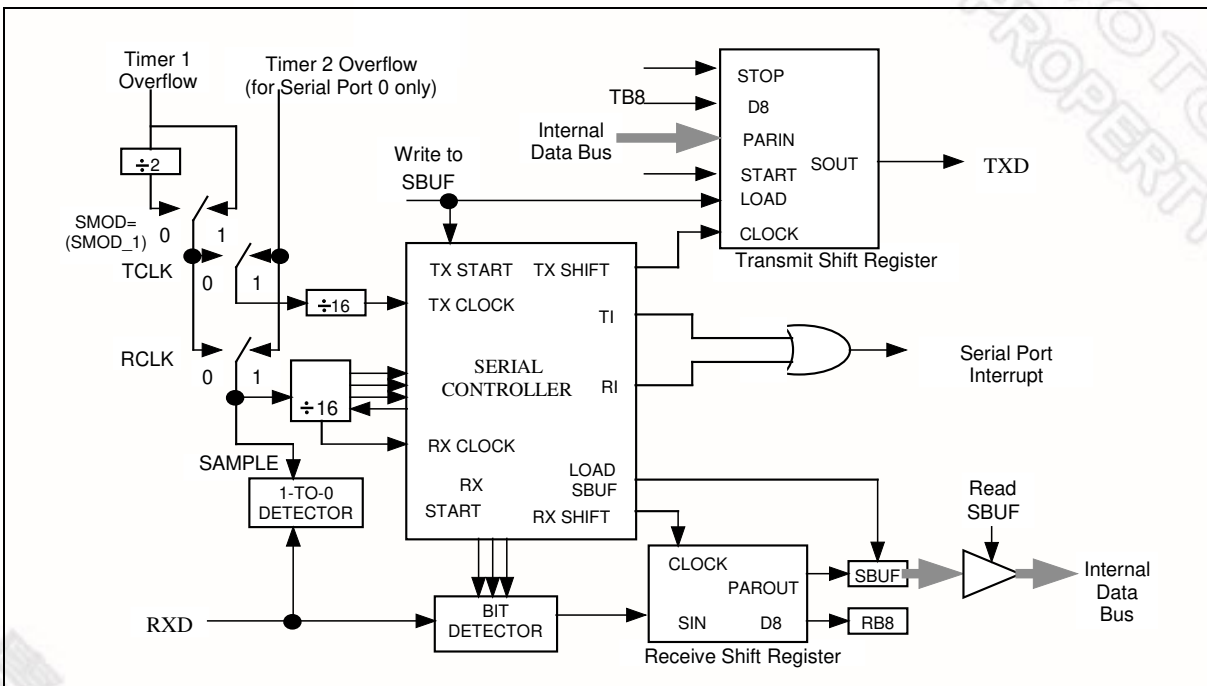 Timer 1
Overflow
Timer 2 Overflow
(for Serial Port 0 only)
÷2
SMOD=
(SMOD_1)
0
1
TCLK
0
1
÷16
RCLK
0
1
÷16
SAMPLE
1-TO-0
DETECTOR
RXD
Write to
SBUF
TB8
Internal
Data Bus
STOP
D8
PARIN
SOUT
START
LOAD
CLOCK
Transmit Shift Register
TXD
TX START
TX SHIFT
TX CLOCK
TI
SERIAL
CONTROLLER
RI
RX CLOCK
LOAD
SBUF
RX
START
RX SHIFT
Serial Port
Interrupt
BIT
DETECTOR
CLOCK
PAROUT
SIN
D8
Receive Shift Register
SBUF
RB8
Read
SBUF
Internal
Data
Bus
PROPERTY